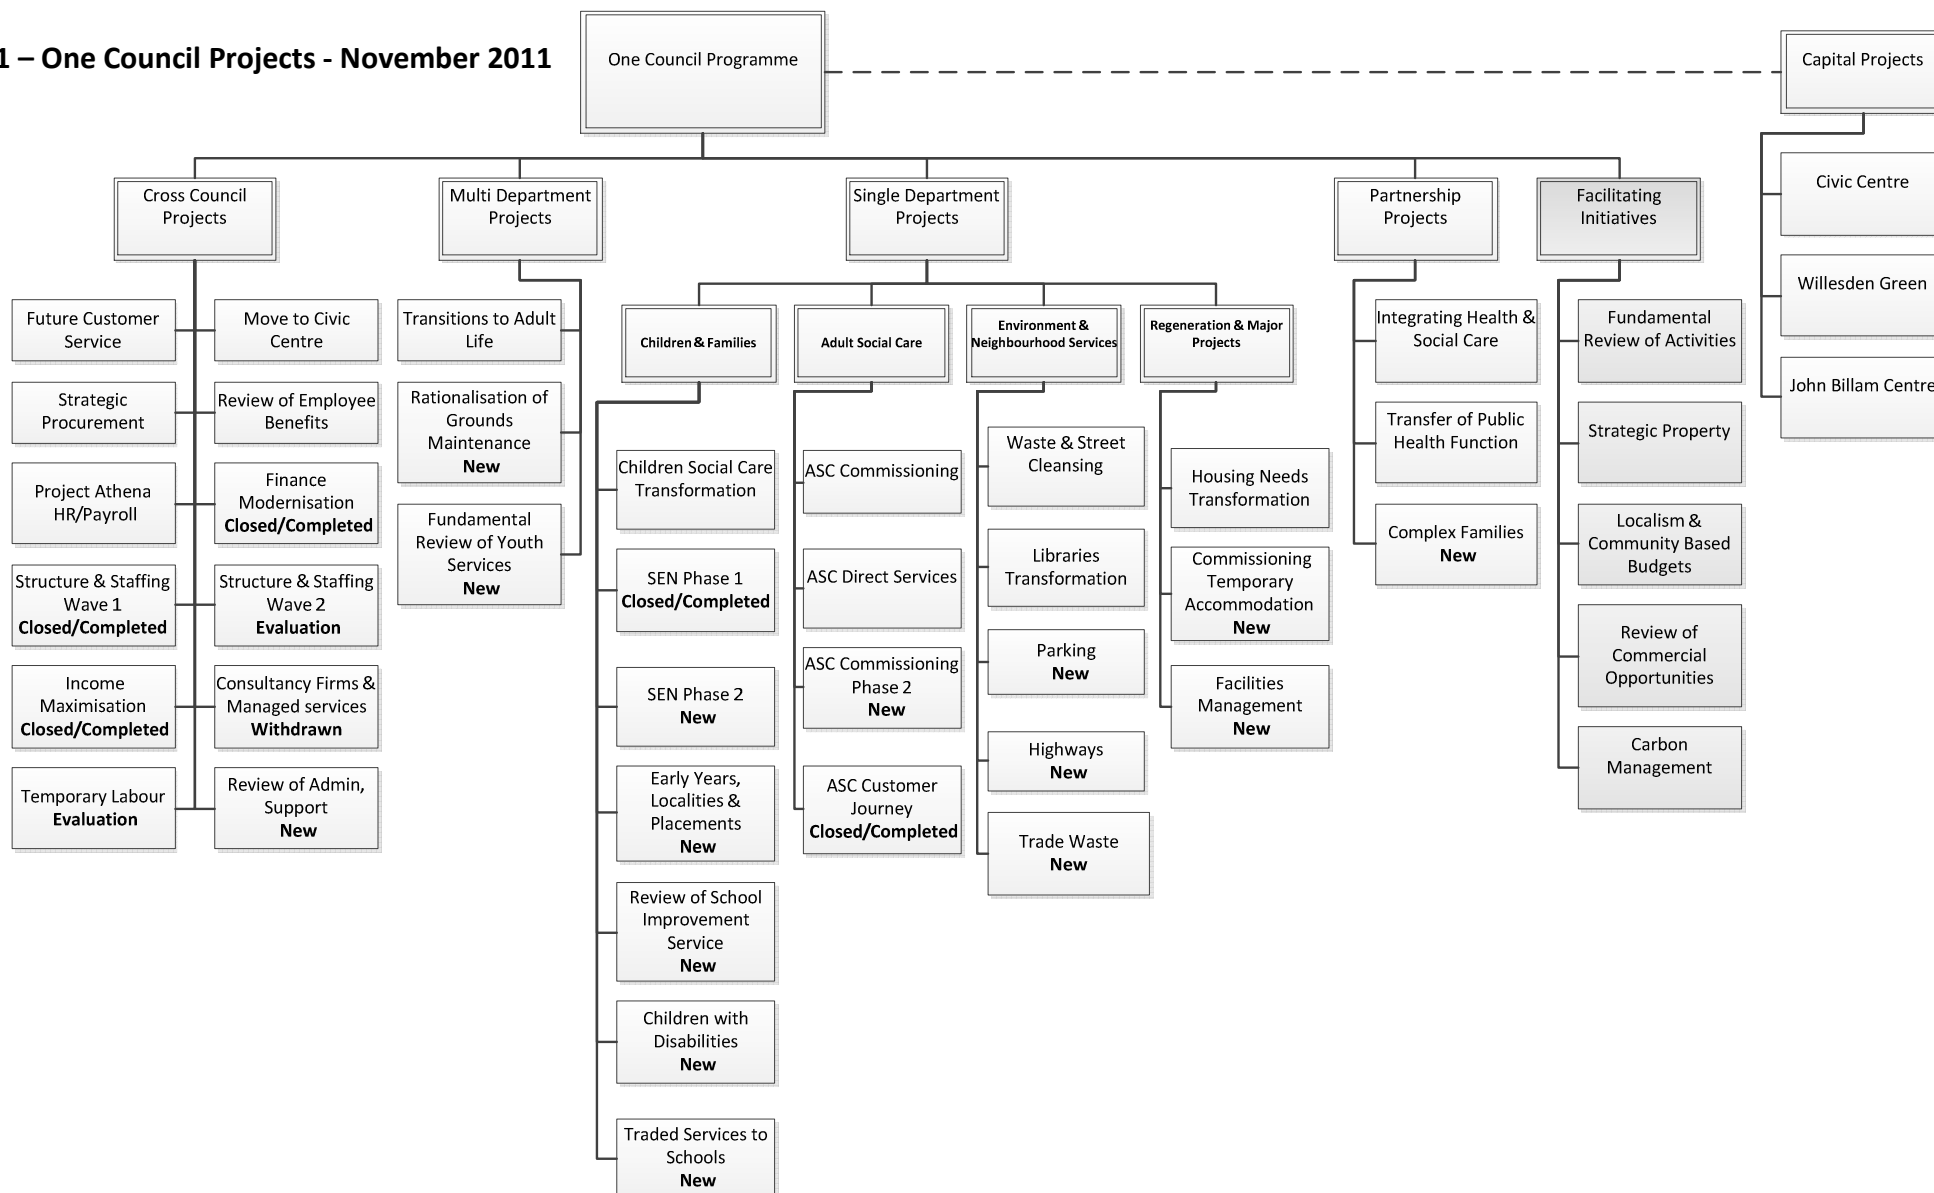 1 – One Council Projects - November 2011
One Council Programme
Capital Projects
Cross Council
Projects
Multi Department
Projects
Single Department
Projects
Partnership
Projects
Facilitating
Initiatives
Civic Centre
Willesden Green
John Billam Centre
Future Customer
Service
Move to Civic
Centre
Strategic
Procurement
Review of Employee
Benefits
Project Athena
HR/Payroll
Finance
Modernisation
Closed/Completed
Structure & Staffing
Wave 1
Closed/Completed
Structure & Staffing
Wave 2
Evaluation
Income
Maximisation
Closed/Completed
Consultancy Firms &
Managed services
Withdrawn
Temporary Labour
Evaluation
Review of Admin,
Support
New
Transitions to Adult
Life
Rationalisation of
Grounds
Maintenance
New
Fundamental
Review of Youth
Services
New
Children & Families
Adult Social Care
Environment &
Neighbourhood Services
Regeneration & Major
Projects
Children Social Care
Transformation
SEN Phase 1
Closed/Completed
SEN Phase 2
New
Early Years,
Localities &
Placements
New
Review of School
Improvement
Service
New
Children with
Disabilities
New
Traded Services to
Schools
New
ASC Commissioning
ASC Direct Services
ASC Commissioning
Phase 2
New
ASC Customer
Journey
Closed/Completed
Waste & Street
Cleansing
Libraries
Transformation
Parking
New
Highways
New
Trade Waste
New
Housing Needs
Transformation
Commissioning
Temporary
Accommodation
New
Facilities
Management
New
Integrating Health &
Social Care
Transfer of Public
Health Function
Complex Families
New
Fundamental
Review of Activities
Strategic Property
Localism &
Community Based
Budgets
Review of
Commercial
Opportunities
Carbon
Management